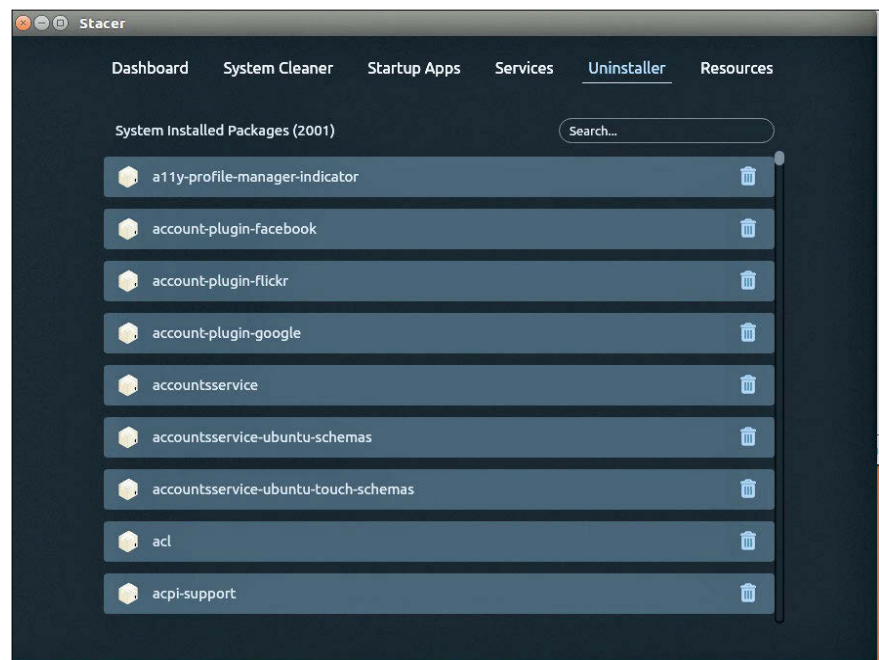 Stacer
Dashboard System Cleaner Startup Apps Services Uninstaller Resources
System Installed Packages (2001) Search...
a11y-profile-manager-indicator
account-plugin-facebook
account-plugin-flickr
account-plugin-google
accountsservice
accountsservice-ubuntu-schemas
accountsservice-ubuntu-touch-schemas
acl
acpi-support